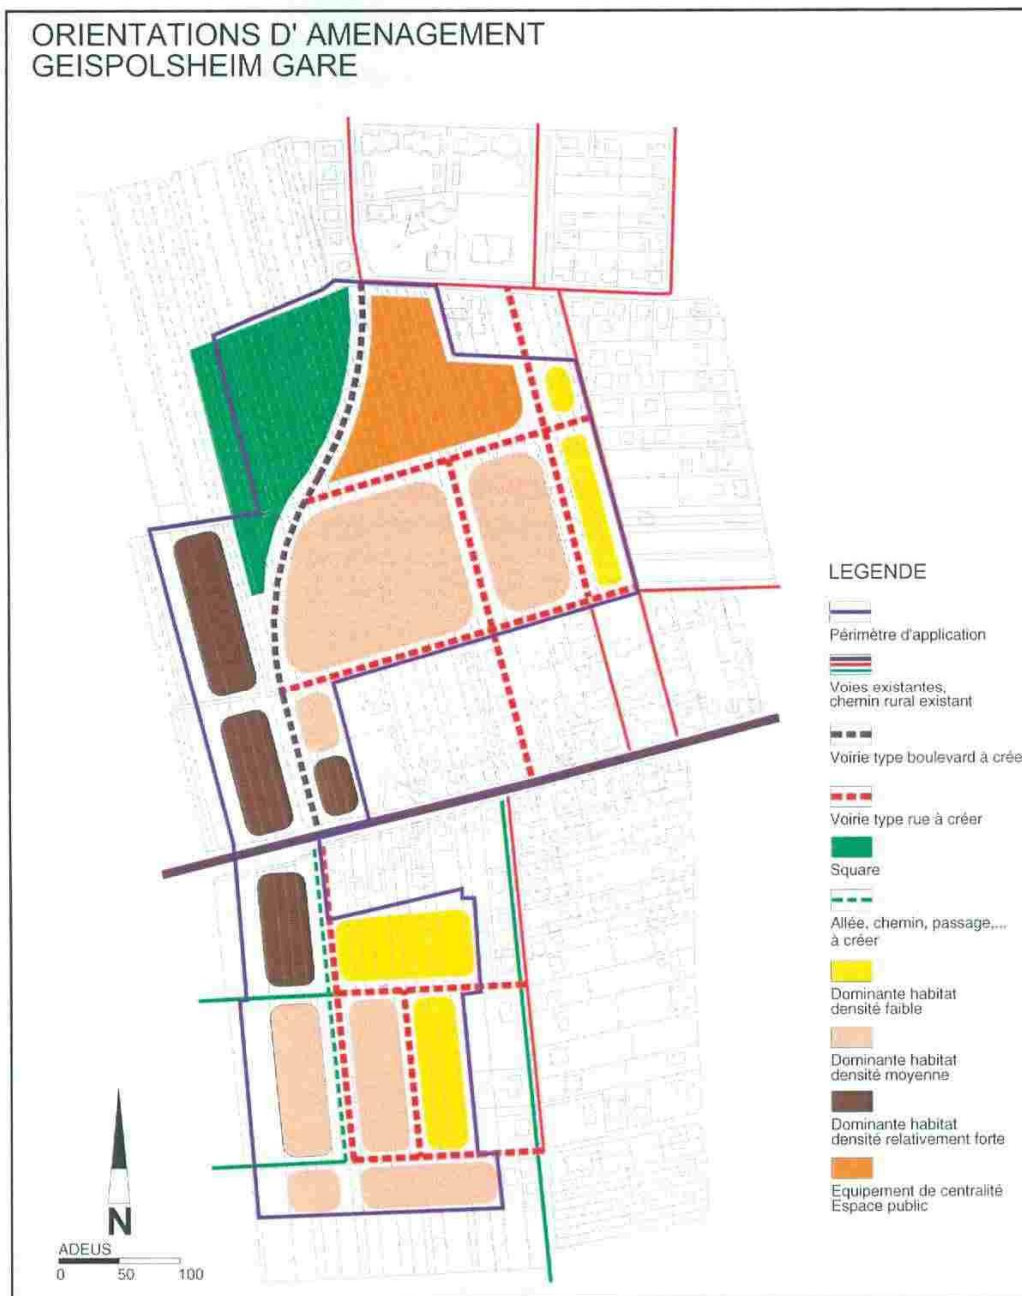 ORIENTATIONS D' AMENAGEMENT
GEISPOLSHEIM GARE
LEGENDE
Périmètre d'application
Voies existantes,
chemin rural existant
Voirie type boulevard à crée
Voirie type rue à créer
Square
Allée, chemin, passage,...
à créer
Dominante habitat
densité faible
Dominante habitat
densité moyenne
Dominante habitat
densité relativement forte
Equipement de centralité
Espace public
N
ADEUS
0 50 100